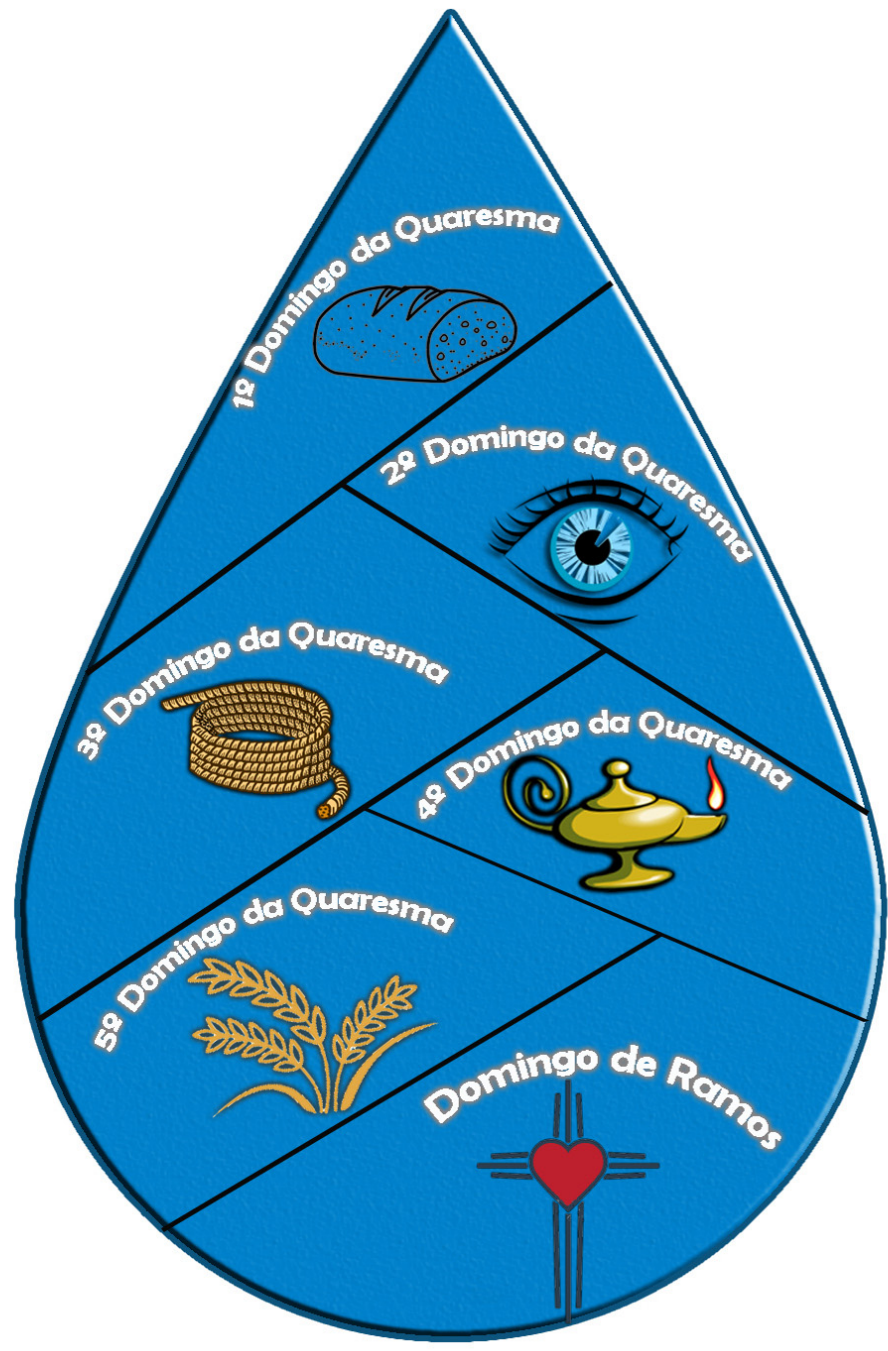 1º Domingo da Quaresma
2º Domingo da Quaresma
3º Domingo da Quaresma
4º Domingo da Quaresma
5º Domingo da Quaresma
Domingo de Ramos